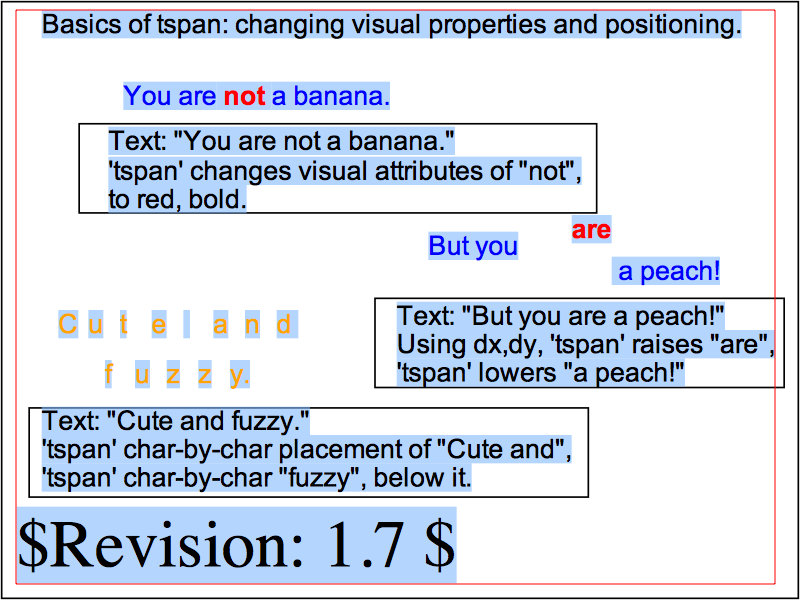 Basics of tspan: changing visual properties and positioning.
You are not a banana.
Text: "You are not a banana."
'tspan' changes visual attributes of "not",
to red, bold.
But you are a peach!
Text: "But you are a peach!"
Using dx,dy, 'tspan' raises "are",
'tspan' lowers "a peach!"
C u t e a n d
f u z z y.
Text: "Cute and fuzzy."
'tspan' char-by-char placement of "Cute and",
'tspan' char-by-char "fuzzy", below it.
$Revision: 1.7 $